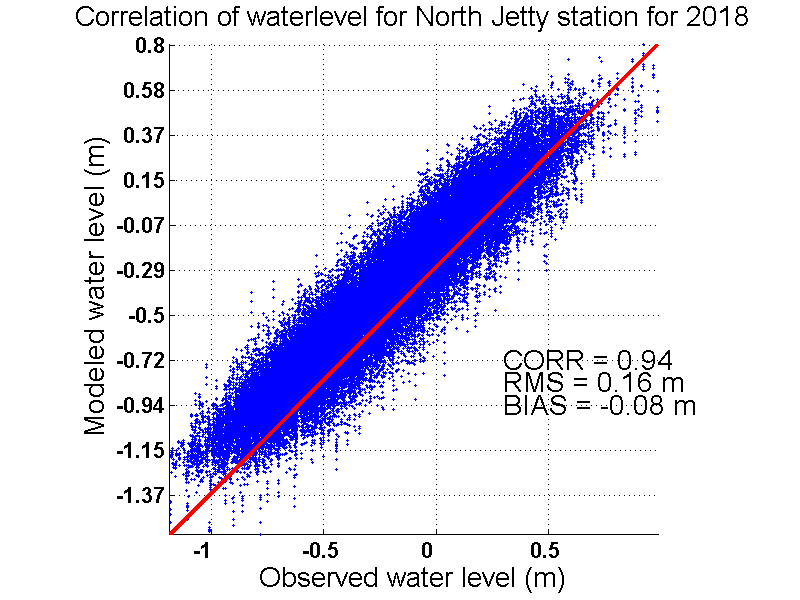 Correlation of waterlevel for North Jetty station for 2018
0.8
0.58
0.37
0.15
-0.07
-0.29
-0.5
-0.72
-0.94
-1.15
-1.37
Modeled water level (m)
CORR = 0.94
RMS = 0.16 m
BIAS = -0.08 m
-1 -0.5 0 0.5
Observed water level (m)